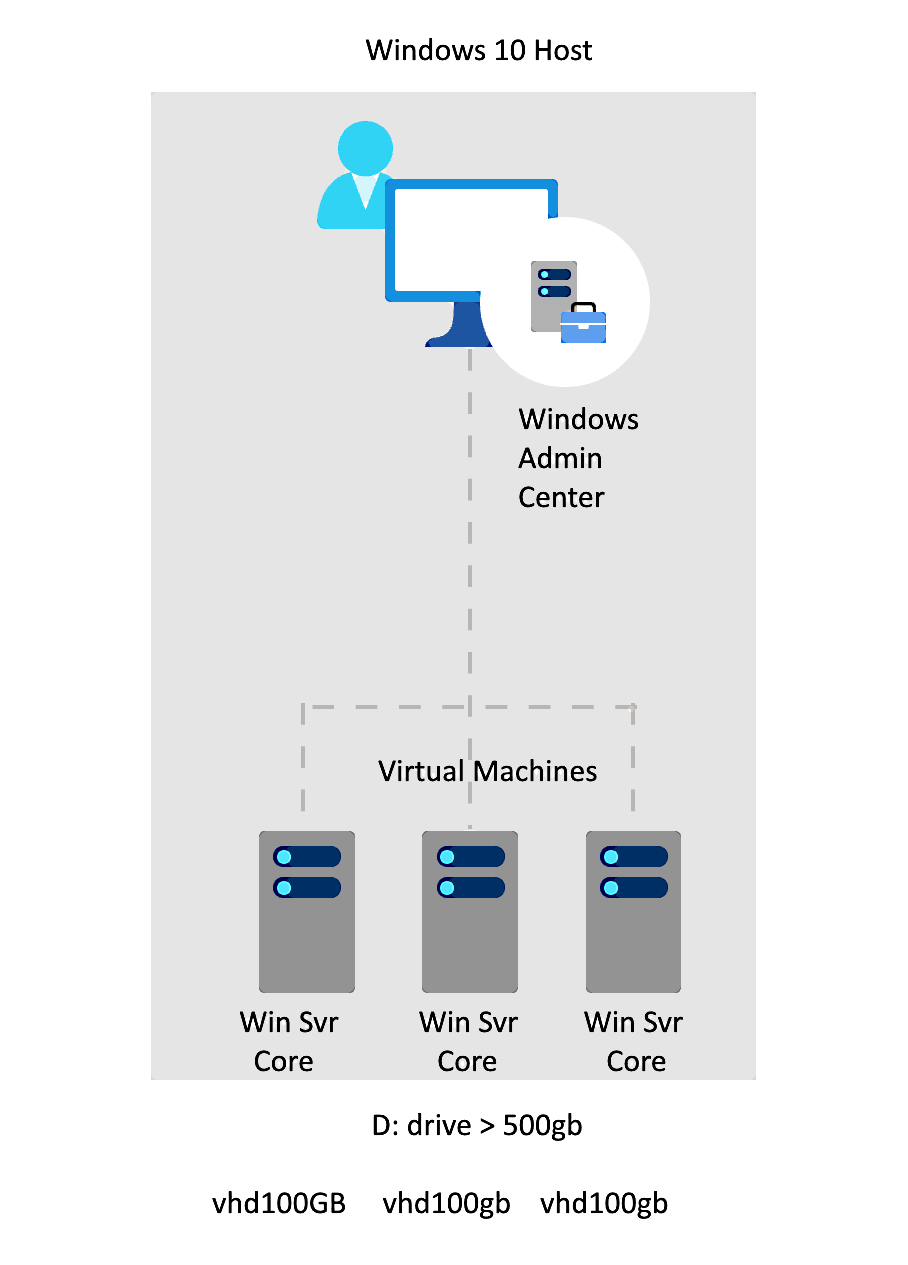 Windows 10 Host
Windows
Admin
Center
Virtual Machines
Win Svr
Core
Win Svr
Core
Win Svr
Core
D: drive > 500gb
vhd100GB
vhd100gb
vhd100gb